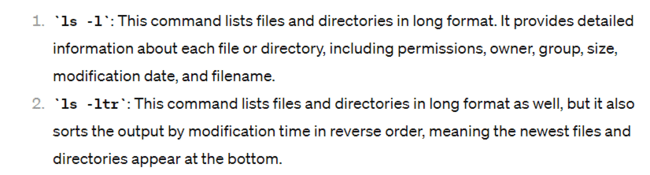 1. `ls -l`: This command lists files and directories in long format. It provides detailed
information about each file or directory, including permissions, owner, group, size,
modification date, and filename.
2. `ls -ltr`: This command lists files and directories in long format as well, but it also
sorts the output by modification time in reverse order, meaning the newest files and
directories appear at the bottom.